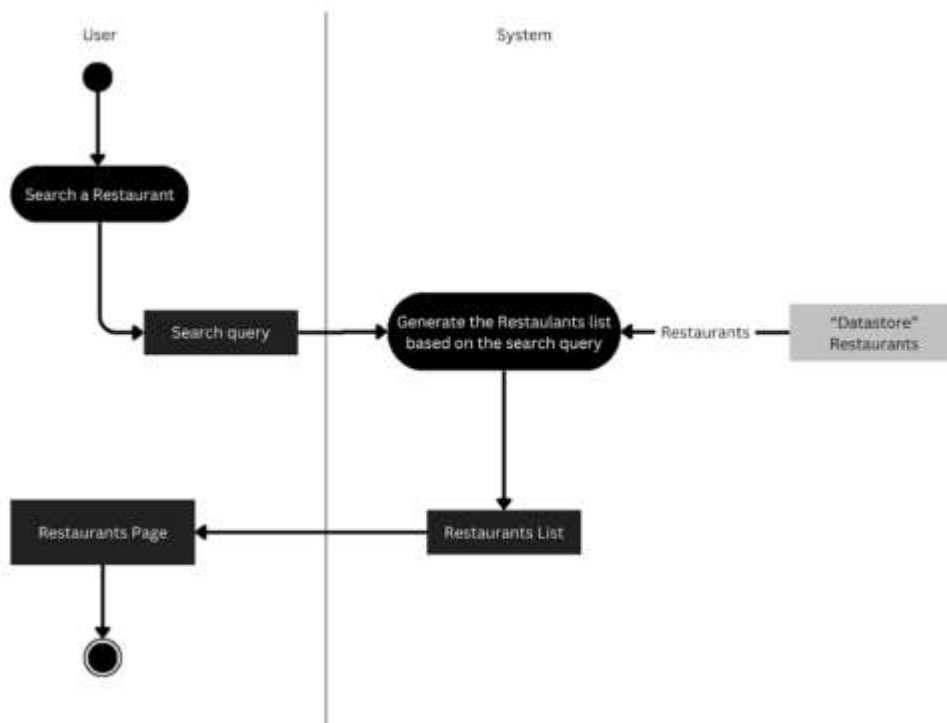 User
System
Search a Restaurant
Search query
Generate the Restaulants list
based on the search query
Restaurants
"Datastore"
Restaurants
Restaurants Page
Restaurants List